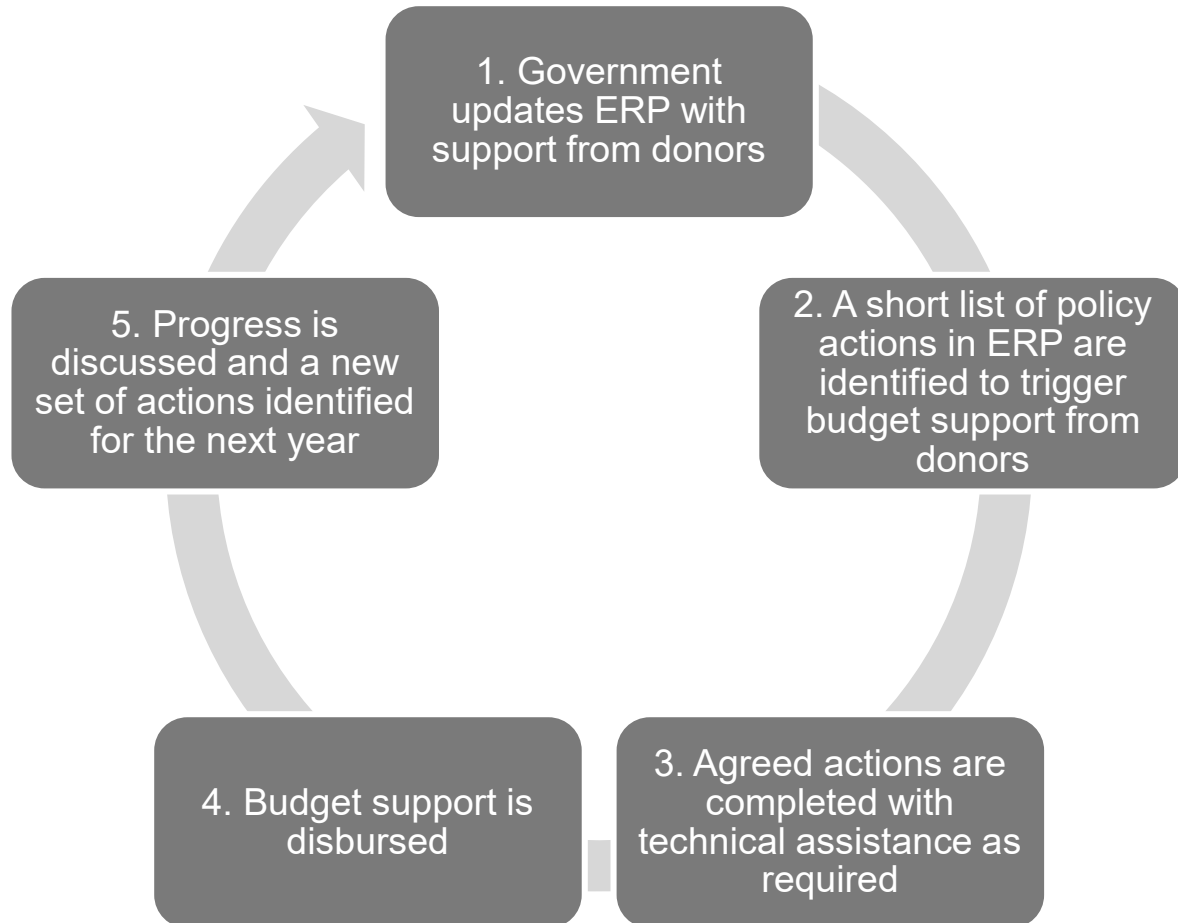 1. Government
updates ERP with
support from donors
2. A short list of policy
actions in ERP are
identified to trigger
budget support from
donors
3. Agreed actions are
completed with
technical assistance as
required
4. Budget support is
disbursed
5. Progress is
discussed and a new
set of actions identified
for the next year